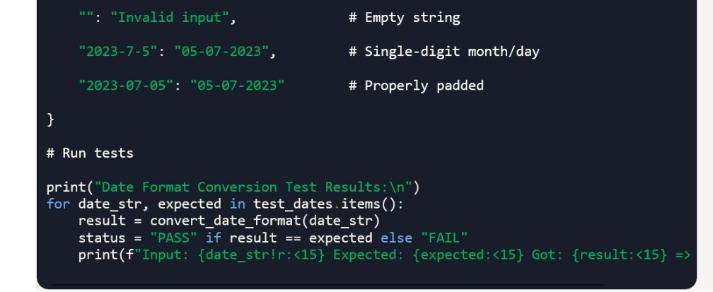 "": "Invalid input", # Empty string
"2023-7-5": "05-07-2023", # Single-digit month/day
"2023-07-05": "05-07-2023" # Properly padded
}
# Run tests
print("Date Format Conversion Test Results:\n")
for date_str, expected in test_dates.items():
    result = convert_date_format(date_str)
    status = "PASS" if result == expected else "FAIL"
    print(f"Input: {date_str!r:<15} Expected: {expected:<15} Got: {result:<15} =>